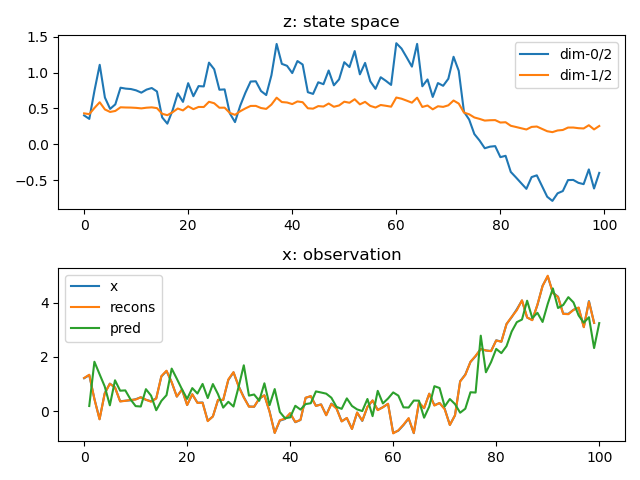 z: state space
1.5
1.0
0.5
0.0
−0.5
dim-0/2
dim-1/2
0 20 40 60 80 100
x: observation
4
2
0
x
recons
pred
0 20 40 60 80 100